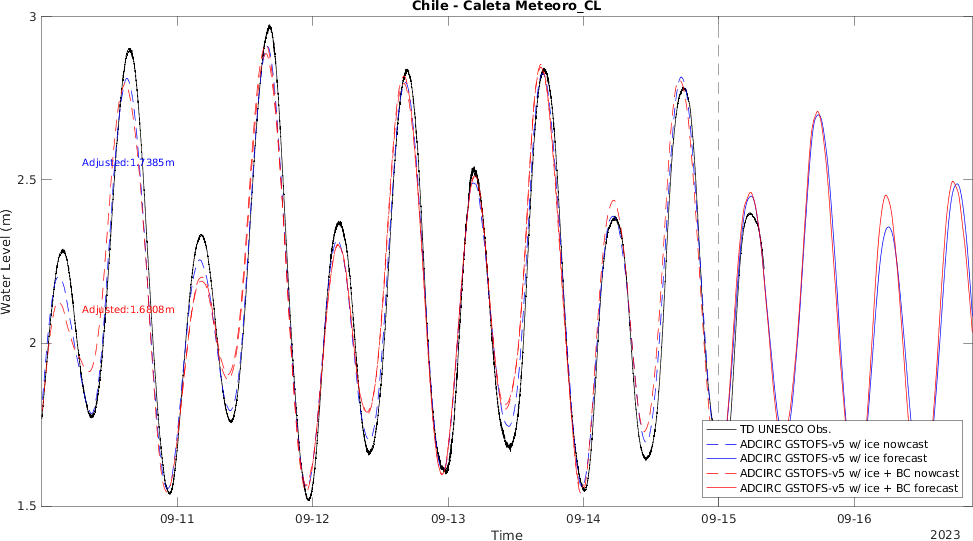 Chile - Caleta Meteoro_CL
3
2.5
2
1.5
Water Level (m)
Adjusted:1.7385m
Adjusted:1.6808m
TD UNESCO Obs.
ADCIRC GSTOFS-v5 w/ ice nowcast
ADCIRC GSTOFS-v5 w/ ice forecast
ADCIRC GSTOFS-v5 w/ ice + BC nowcast
ADCIRC GSTOFS-v5 w/ ice + BC forecast
09-11 09-12 09-13 09-14 09-15 09-16
Time
2023